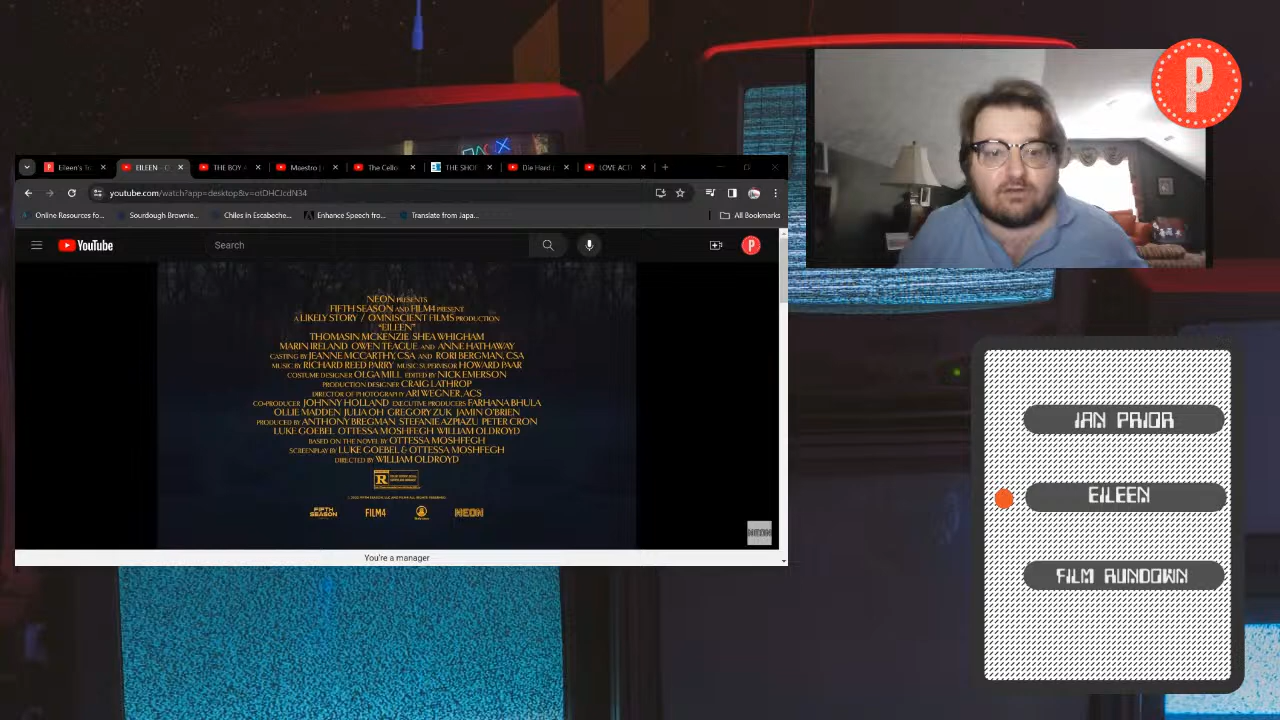 P
Eileen's Tr
EILEEN - O
THE BOY
Maestro |
The Cello
THE SHO
Die Hard
LOVE ACT
youtube.com/watch?app=desktop&v=otDHCJcdN34
Online Resources fo...
Sourdough Brownie...
Chiles in Escabeche...
Enhance Speech fro...
Translate from Japa...
All Bookmarks
YouTube
Search
P
NEON PRESENTS
FIFTH SEASON AND FILM4 PRESENT
A LIKELY STORY / OMNISCIENT FILMS PRODUCTION
"EILEEN"
THOMASIN MCKENZIE SHEA WHIGHAM
MARIN IRELAND OWEN TEAGUE AND ANNE HATHAWAY
CASTING BY JEANNE MCCARTHY, CSA AND RORI BERGMAN, CSA
MUSIC BY RICHARD REED PARRY MUSIC SUPERVISOR HOWARD PAAR
COSTUME DESIGNER OLGA MILL EDITED BY NICK EMERSON
PRODUCTION DESIGNER CRAIG LATHROP
DIRECTOR OF PHOTOGRAPHY ARI WEGNER, ACS
CO-PRODUCER JOHNNY HOLLAND EXECUTIVE PRODUCERS FARHANA BHULA
OLLIE MADDEN JULIA OH GREGORY ZUK JAMIN O'BRIEN
PRODUCED BY ANTHONY BREGMAN STEFANIE AZPIAZU PETER CRON
LUKE GOEBEL OTTESSA MOSHFEGH WILLIAM OLDROYD
BASED ON THE NOVEL BY OTTESSA MOSHFEGH
SCREENPLAY BY LUKE GOEBEL & OTTESSA MOSHFEGH
DIRECTED BY WILLIAM OLDROYD
R
FIFTH SEASON
FILM4
NEON
NEON
You're a manager
IAN PRIOR
EILEEN
FILM RUNDOWN